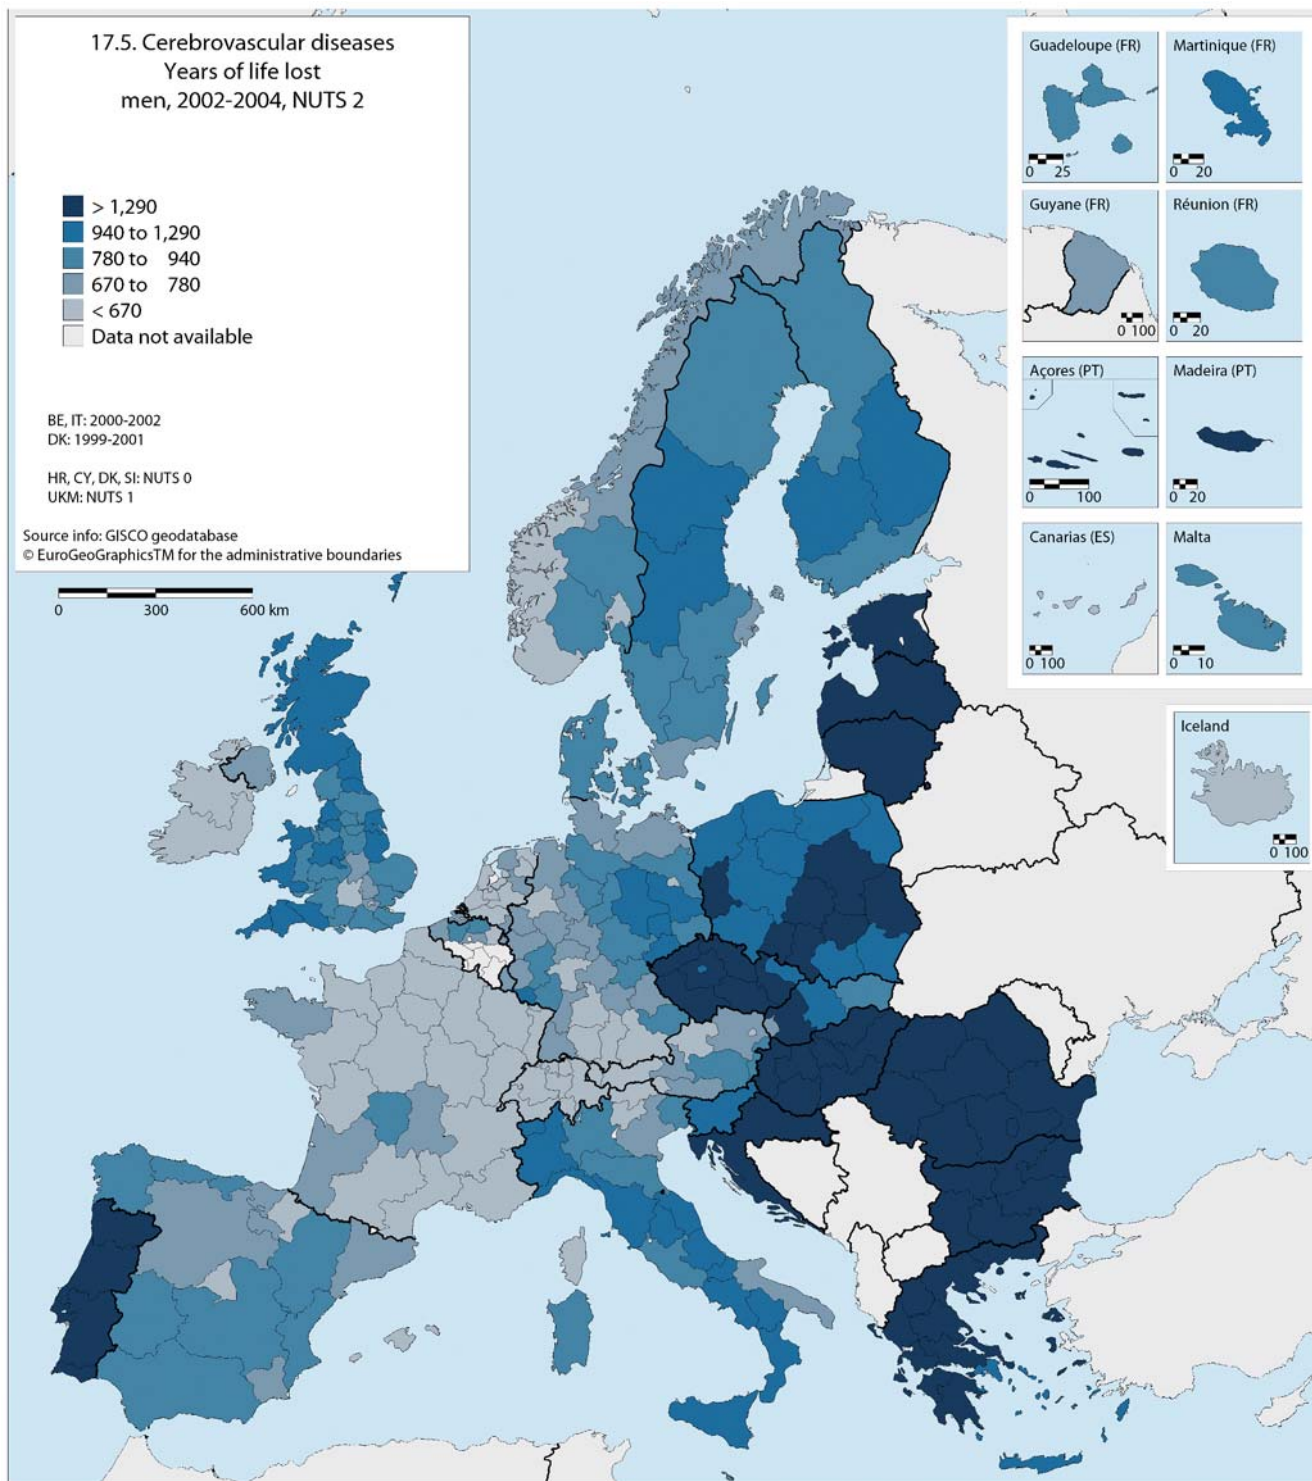 17.5. Cerebrovascular diseases
Years of life lost
men, 2002-2004, NUTS 2
> 1,290
940 to 1,290
780 to 940
670 to 780
< 670
Data not available
BE, IT: 2000-2002
DK: 1999-2001
HR, CY, DK, SI: NUTS 0
UKM: NUTS 1
Source info: GISCO geodatabase
© EuroGeoGraphicsTM for the administrative boundaries
0 300 600 km
Guadeloupe (FR)
0 25
Martinique (FR)
0 20
Guyane (FR)
0 100
Réunion (FR)
0 20
Açores (PT)
0 100
Madeira (PT)
0 20
Canarias (ES)
0 100
Malta
0 10
Iceland
0 100